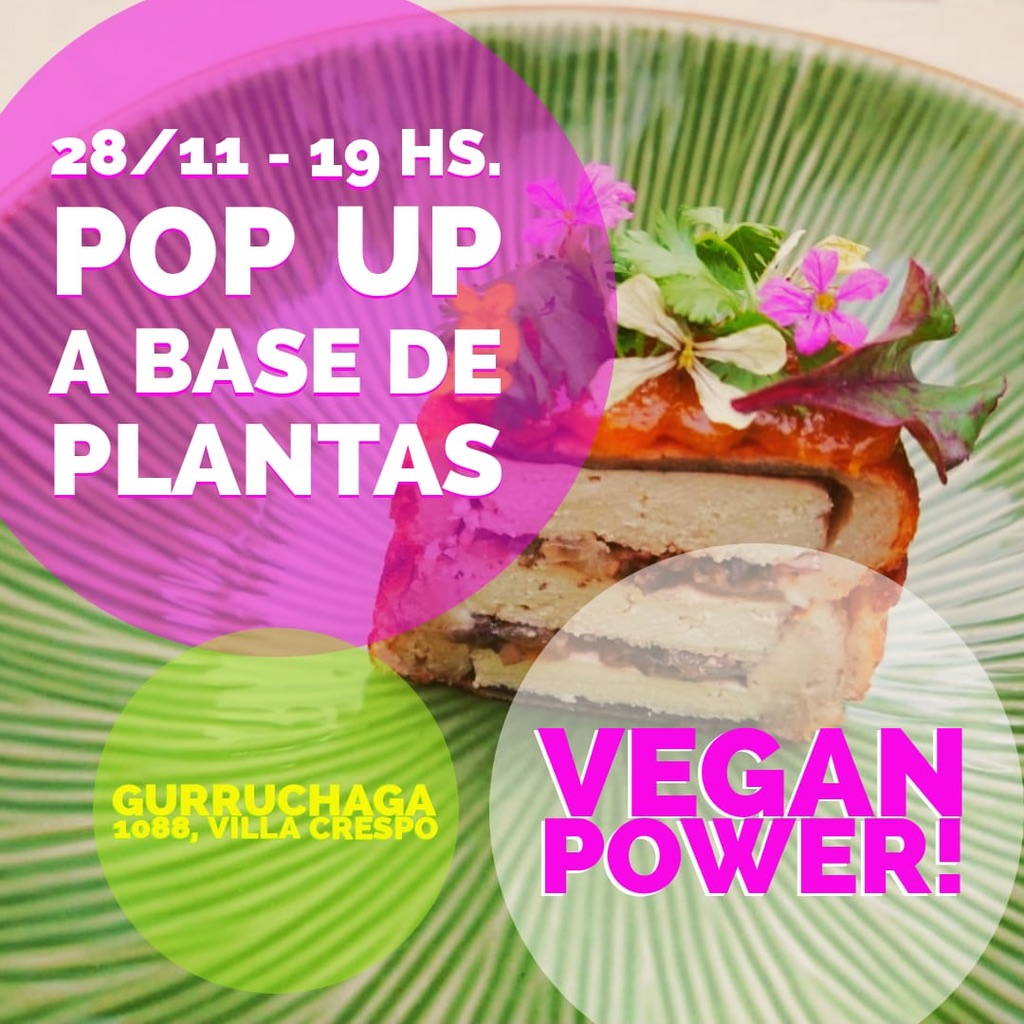 28/11 - 19 HS.
POP UP
A BASE DE
PLANTAS
GURRUCHAGA
1088, VILLA CRESPO
VEGAN
POWER!